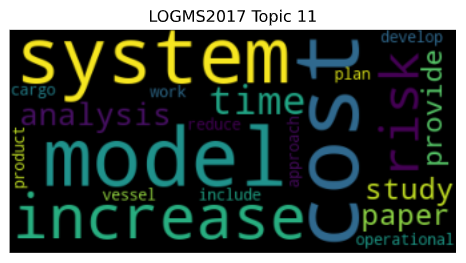 LOGMS2017 Topic 11
system
cost
develop
plan
cargo
work
time
risk
provide
analysis
reduce
approach
product
model
vessel
include
study
increase
paper
operational